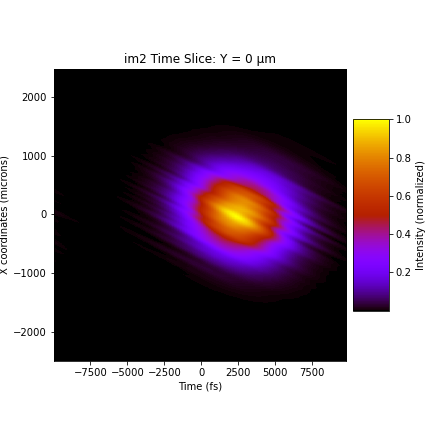 im2 Time Slice: Y = 0 μm
X coordinates (microns)
2000
1000
0
−1000
−2000
−7500 −5000 −2500 0 2500 5000 7500
Time (fs)
1.0
0.8
0.6
0.4
0.2
Intensity (normalized)